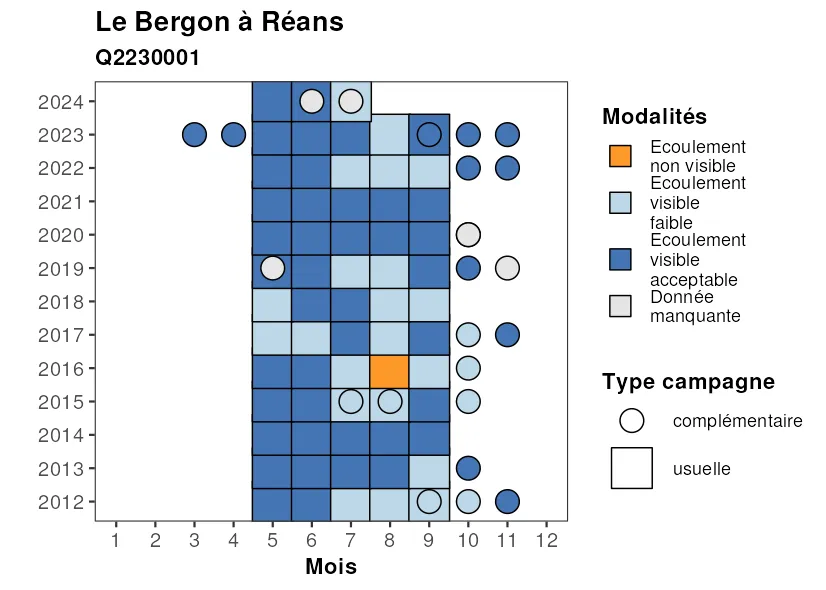 Le Bergon à Réans
Q2230001
2024
2023
2022
2021
2020
2019
2018
2017
2016
2015
2014
2013
2012
1 2 3 4 5 6 7 8 9 10 11 12
Mois
Modalités
Ecoulement
non visible
Ecoulement
visible
faible
Ecoulement
visible
acceptable
Donnée
manquante
Type campagne
complémentaire
usuelle